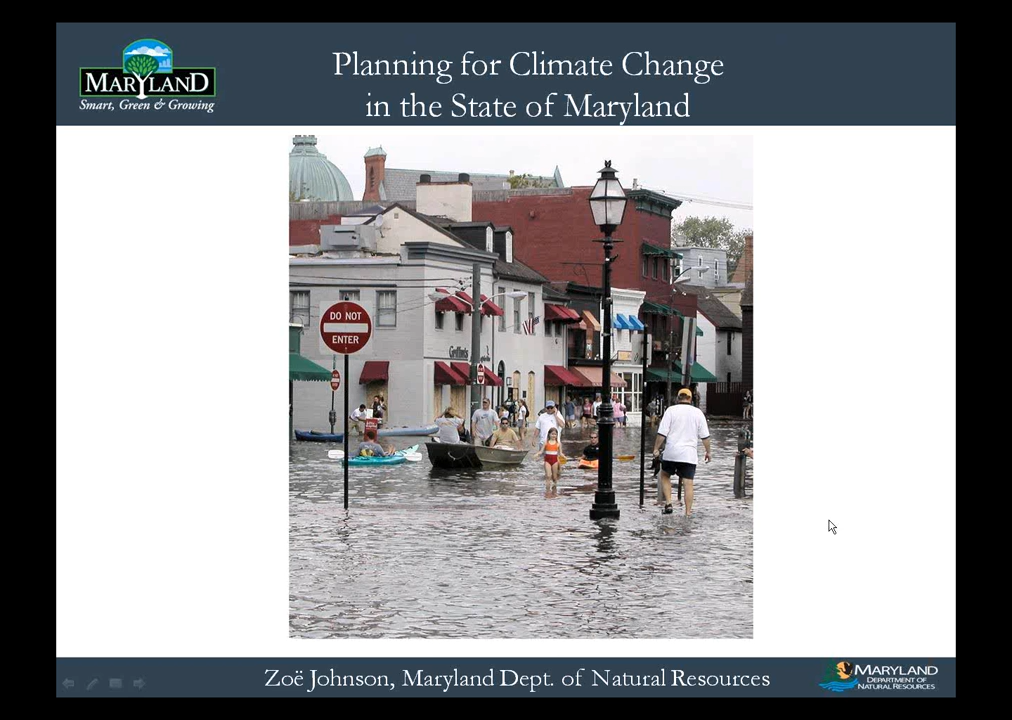 MARYLAND
Smart, Green & Growing
Planning for Climate Change
in the State of Maryland
DO NOT
ENTER
Griffins
Zoë Johnson, Maryland Dept. of Natural Resources
MARYLAND
DEPARTMENT OF
NATURAL RESOURCES